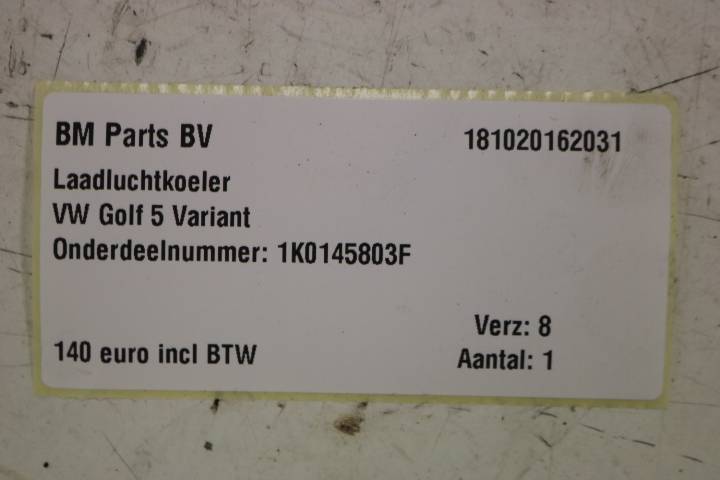 BM Parts BV 181020162031
Laadluchtkoeler
VW Golf 5 Variant
Onderdeelnummer: 1K0145803F
Verz: 8
140 euro incl BTW Aantal: 1